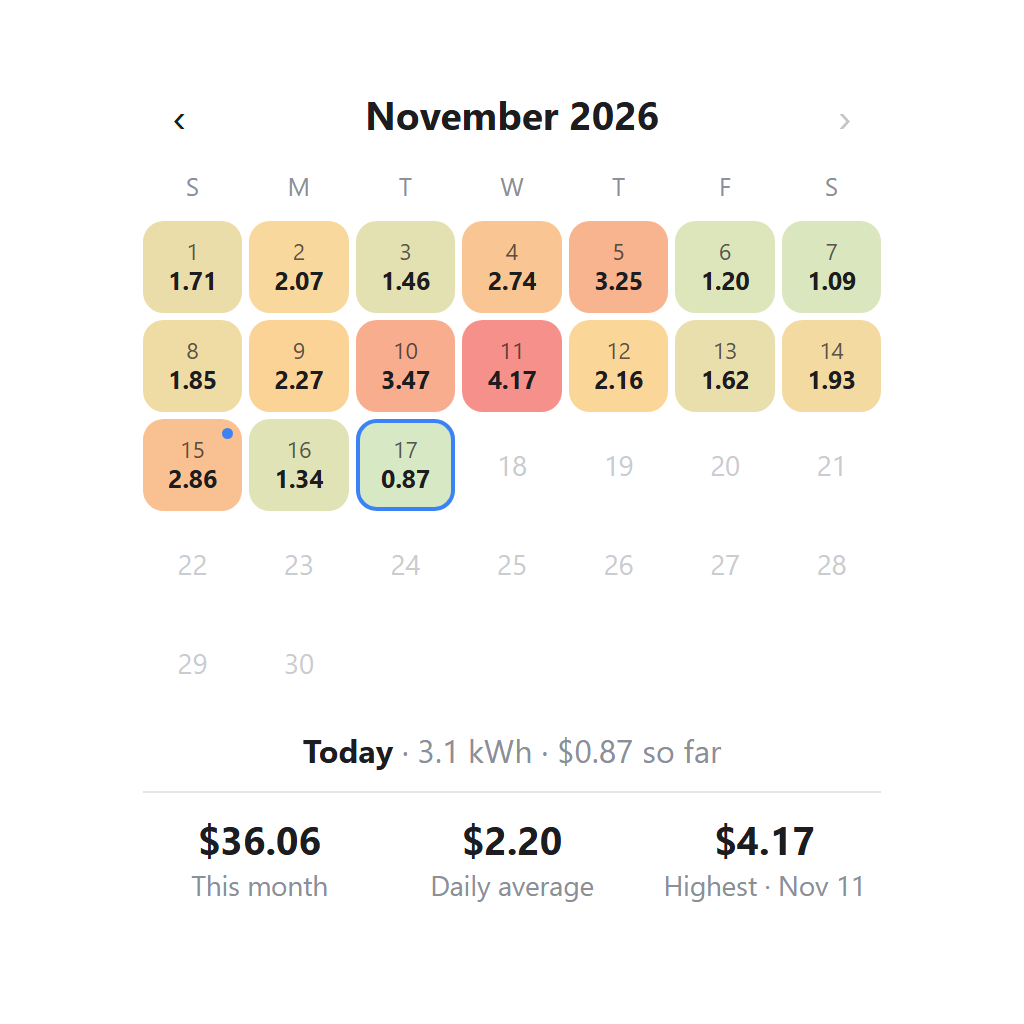 ‹ November 2026 ›
S M T W T F S
1 2 3 4 5 6 7
1.71 2.07 1.46 2.74 3.25 1.20 1.09
8 9 10 11 12 13 14
1.85 2.27 3.47 4.17 2.16 1.62 1.93
15 16 17 18 19 20 21
2.86 1.34 0.87
22 23 24 25 26 27 28
29 30
Today · 3.1 kWh · $0.87 so far
$36.06 $2.20 $4.17
This month Daily average Highest · Nov 11